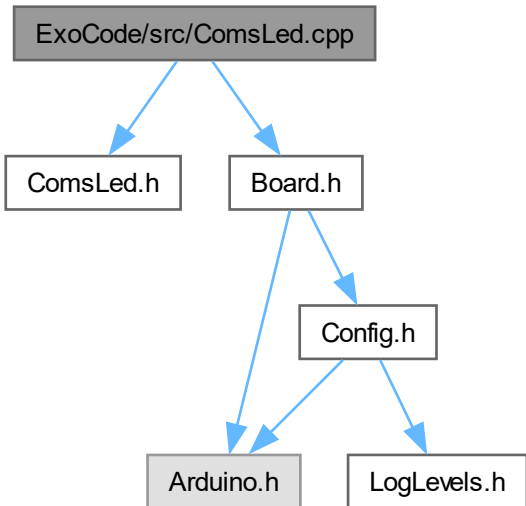 ExoCode/src/ComsLed.cpp
ComsLed.h
Board.h
Config.h
Arduino.h
LogLevels.h